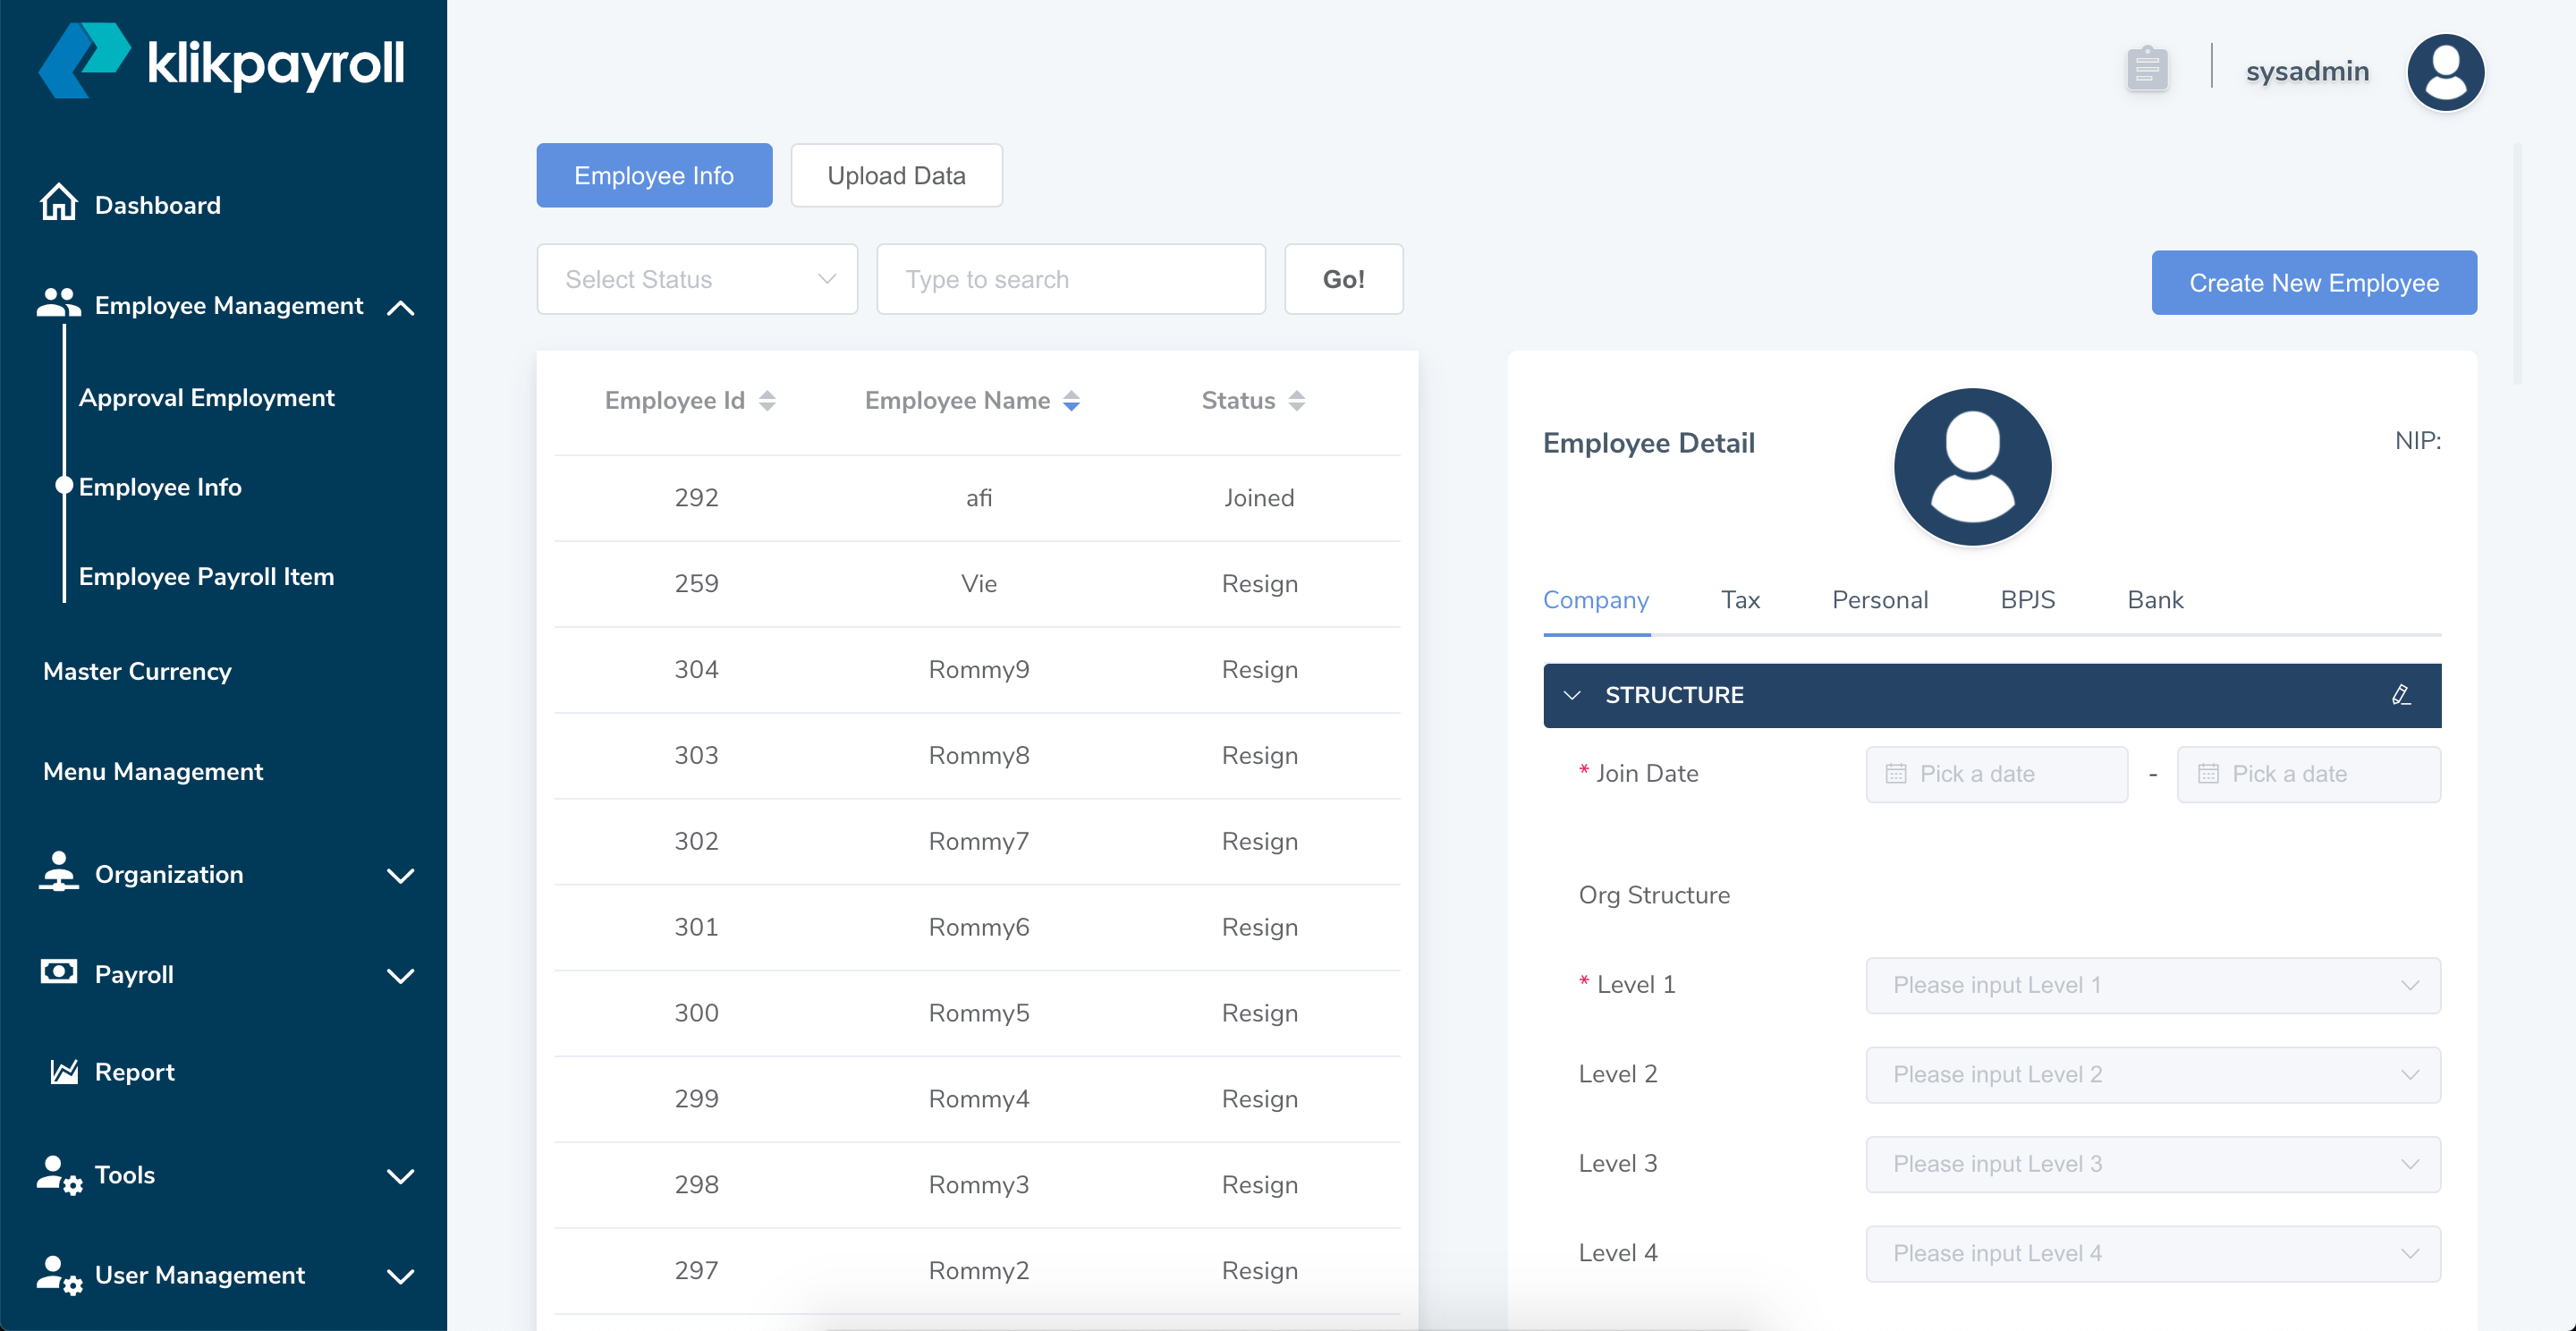 klikpayroll
sysadmin
Dashboard
Employee Management
Approval Employment
Employee Info
Employee Payroll Item
Master Currency
Menu Management
Organization
Payroll
Report
Tools
User Management
Employee Info Upload Data
Select Status Type to search Go!
Create New Employee
Employee Id Employee Name Status
292 afi Joined
259 Vie Resign
304 Rommy9 Resign
303 Rommy8 Resign
302 Rommy7 Resign
301 Rommy6 Resign
300 Rommy5 Resign
299 Rommy4 Resign
298 Rommy3 Resign
297 Rommy2 Resign
Employee Detail NIP:
Company Tax Personal BPJS Bank
STRUCTURE
* Join Date Pick a date - Pick a date
Org Structure
* Level 1 Please input Level 1
Level 2 Please input Level 2
Level 3 Please input Level 3
Level 4 Please input Level 4